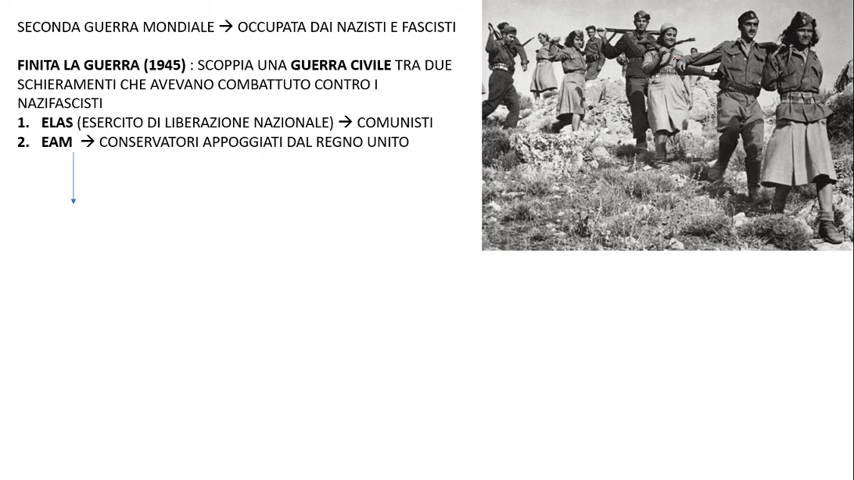 SECONDA GUERRA MONDIALE → OCCUPATA DAI NAZISTI E FASCISTI
FINITA LA GUERRA (1945) : SCOPPIA UNA GUERRA CIVILE TRA DUE
SCHIERAMENTI CHE AVEVANO COMBATTUTO CONTRO I
NAZIFASCISTI
1. ELAS (ESERCITO DI LIBERAZIONE NAZIONALE) → COMUNISTI
2. EAM → CONSERVATORI APPOGGIATI DAL REGNO UNITO